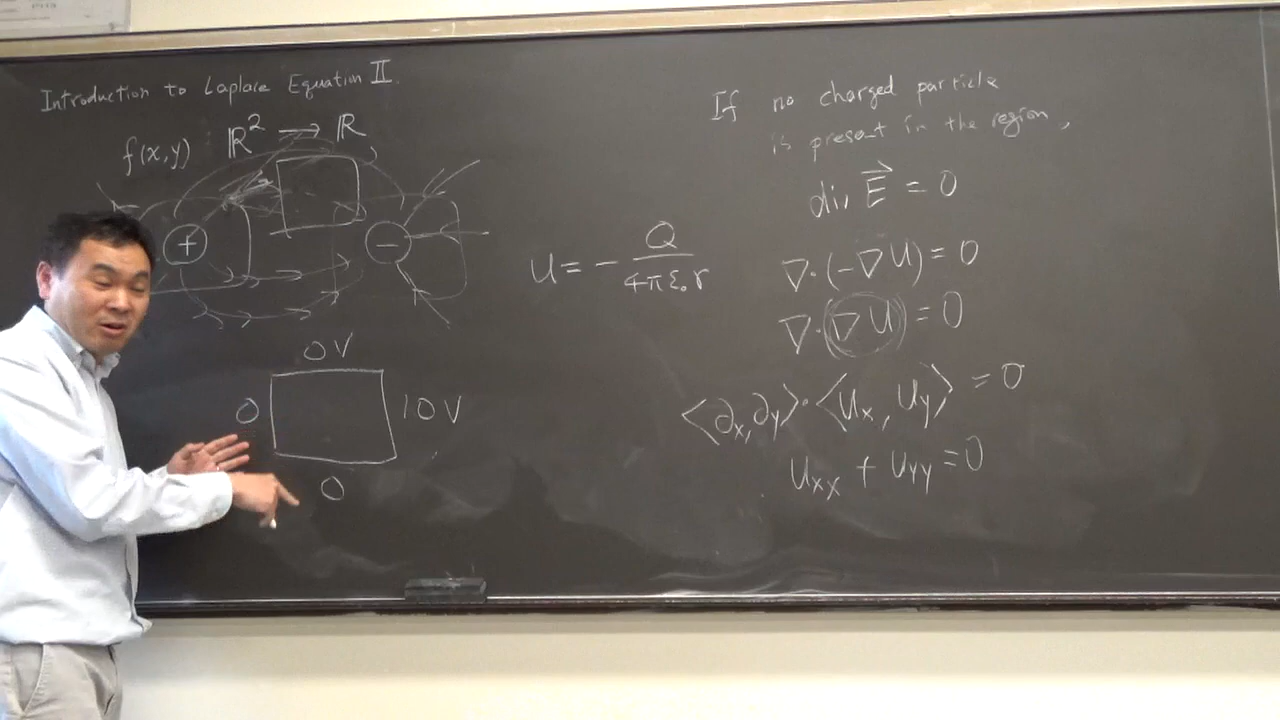 Introduction to Laplace Equation II.
f(x,y) ℝ² → ℝ
+
−
0V
0
10V
0
U = − Q / 4πε₀r
If no charged particle
is present in the region,
div E⃗ = 0
∇·(−∇U) = 0
∇·(∇U) = 0
<∂x, ∂y>·<Ux, Uy> = 0
Uxx + Uyy = 0